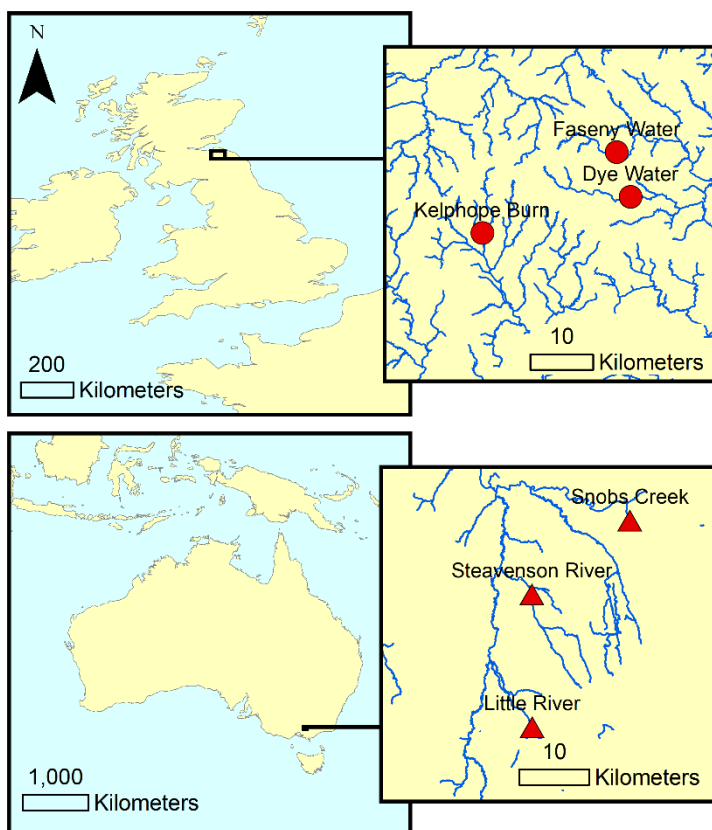 N
200
Kilometers
Faseny Water
Dye Water
Kelphope Burn
10
Kilometers
1,000
Kilometers
Snobs Creek
Steavenson River
Little River
10
Kilometers